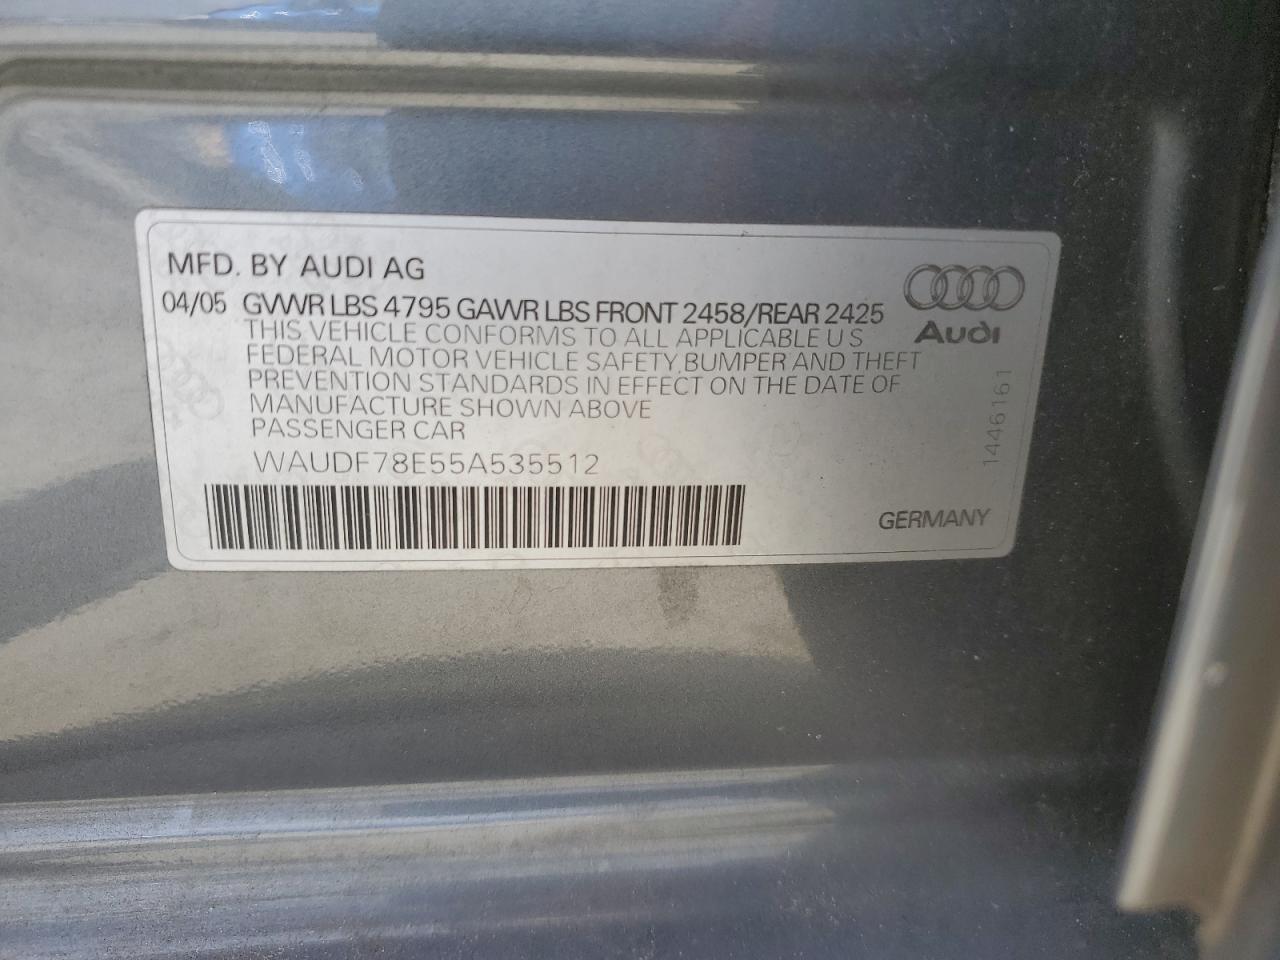 MFD. BY AUDI AG
04/05 GVWR LBS 4795 GAWR LBS FRONT 2458/REAR 2425
THIS VEHICLE CONFORMS TO ALL APPLICABLE U S
FEDERAL MOTOR VEHICLE SAFETY, BUMPER AND THEFT
PREVENTION STANDARDS IN EFFECT ON THE DATE OF
MANUFACTURE SHOWN ABOVE
PASSENGER CAR
WAUDF78E55A535512
Audi
1446161
GERMANY